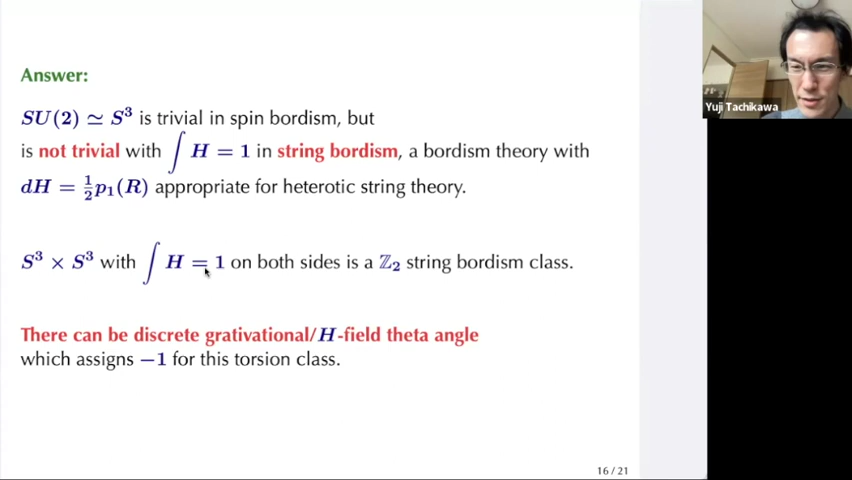 Answer:
SU(2) ≃ S³ is trivial in spin bordism, but
is not trivial with ∫ H = 1 in string bordism, a bordism theory with
dH = ½p₁(R) appropriate for heterotic string theory.
S³ × S³ with ∫ H = 1 on both sides is a ℤ₂ string bordism class.
There can be discrete grativational/H-field theta angle
which assigns −1 for this torsion class.
16 / 21
Yuji Tachikawa